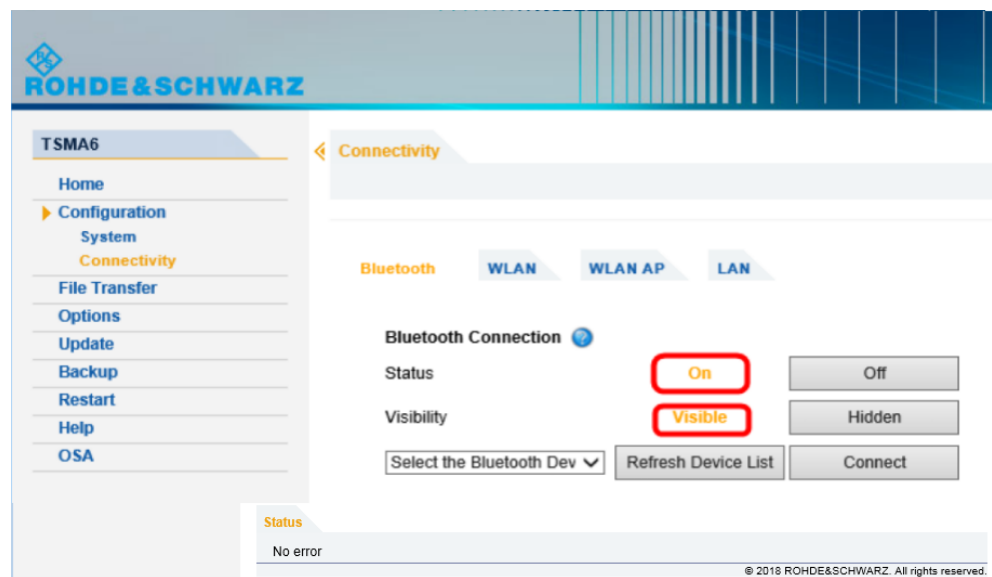 ROHDE&SCHWARZ
TSMA6
Home
Configuration
System
Connectivity
File Transfer
Options
Update
Backup
Restart
Help
OSA
Connectivity
Bluetooth WLAN WLAN AP LAN
Bluetooth Connection ?
Status On Off
Visibility Visible Hidden
Select the Bluetooth Dev Refresh Device List Connect
Status
No error
© 2018 ROHDE&SCHWARZ. All rights reserved.